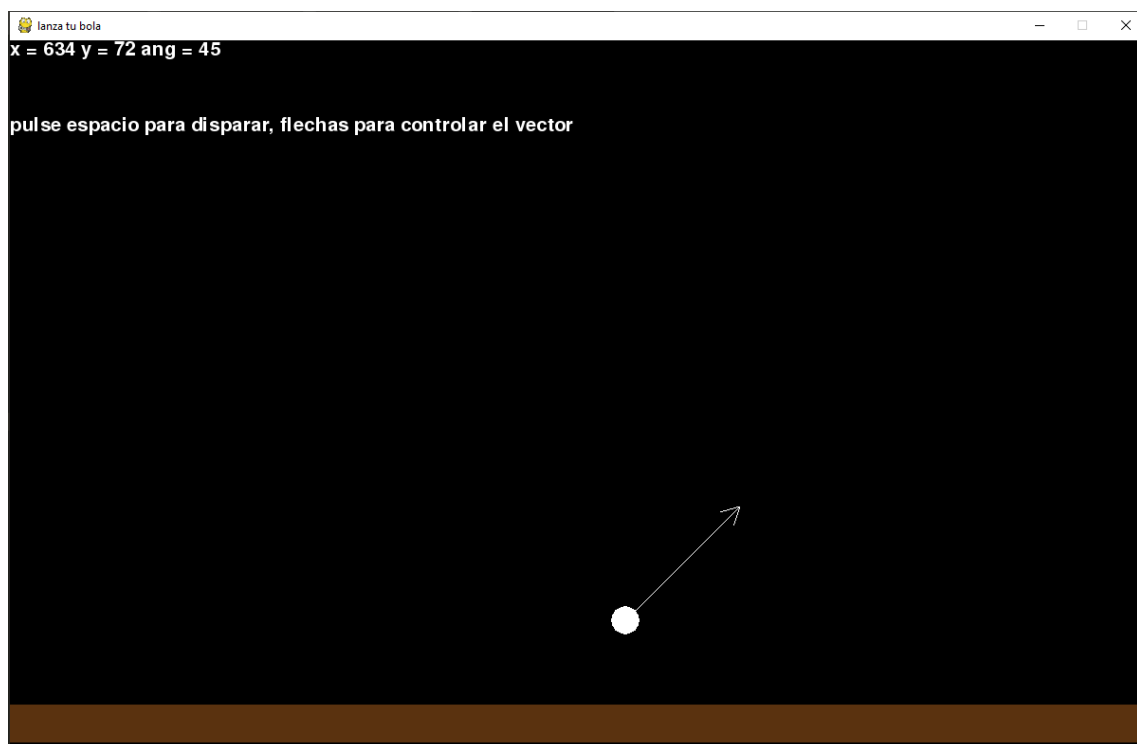 lanza tu bola
x = 634 y = 72 ang = 45
pulse espacio para disparar, flechas para controlar el vector